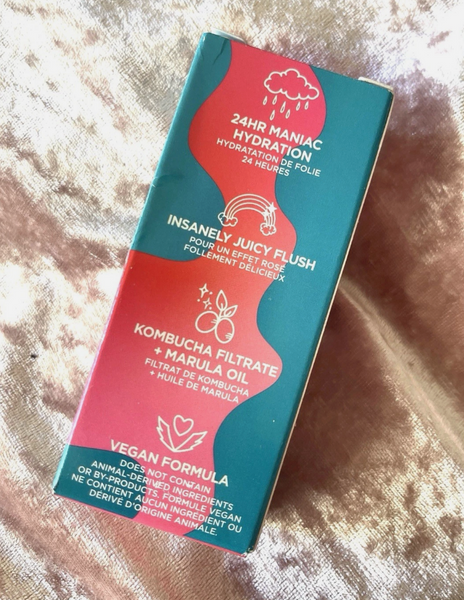 24HR MANIAC
HYDRATION
HYDRATATION DE FOLIE
24 HEURES
INSANELY JUICY FLUSH
POUR UN EFFET ROSÉ
FOLLEMENT DÉLICIEUX
KOMBUCHA FILTRATE
+ MARULA OIL
FILTRAT DE KOMBUCHA
+ HUILE DE MARULA
VEGAN FORMULA
DOES NOT CONTAIN
ANIMAL-DERIVED INGREDIENTS
OR BY-PRODUCTS. FORMULE VEGAN
NE CONTIENT AUCUN INGRÉDIENT OU
DÉRIVÉ D'ORIGINE ANIMALE.